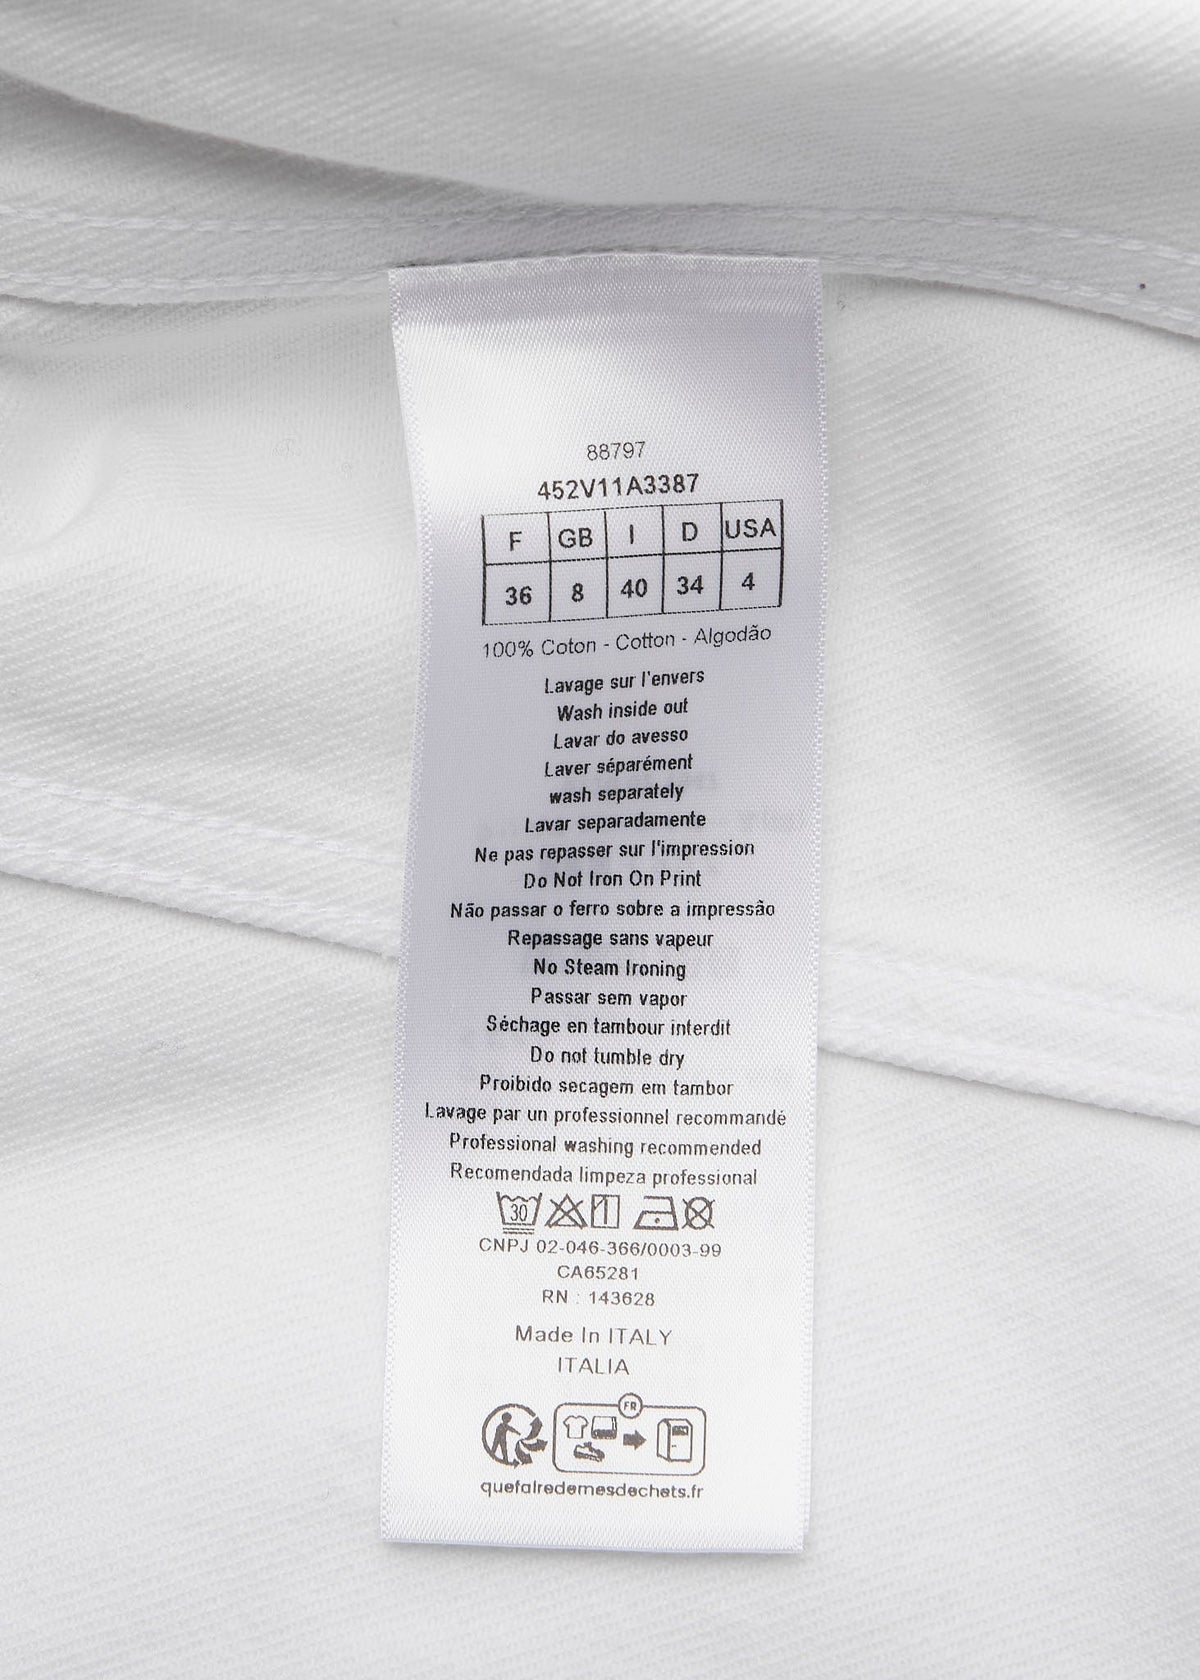 88797
452V11A3387
F GB I D USA
36 8 40 34 4
100% Coton - Cotton - Algodão
Lavage sur l'envers
Wash inside out
Lavar do avesso
Laver séparément
wash separately
Lavar separadamente
Ne pas repasser sur l'impression
Do Not Iron On Print
Não passar o ferro sobre a impressão
Repassage sans vapeur
No Steam Ironing
Passar sem vapor
Séchage en tambour interdit
Do not tumble dry
Proibido secagem em tambor
Lavage par un professionnel recommandé
Professional washing recommended
Recomendada limpeza professional
30
CNPJ 02-046-366/0003-99
CA65281
RN : 143628
Made In ITALY
ITALIA
FR
quefairedemesdechets.fr